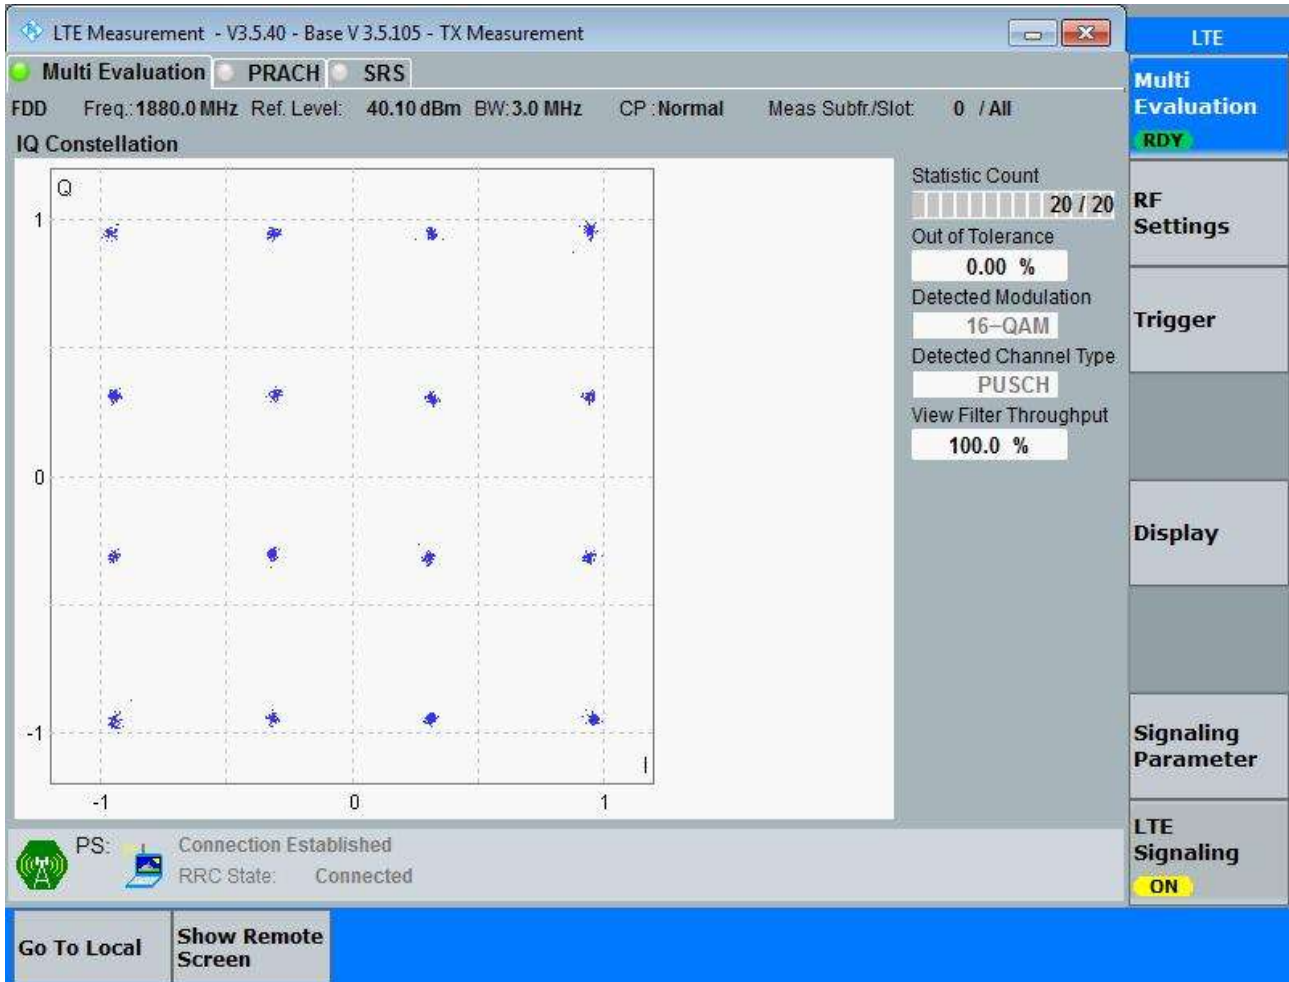 LTE Measurement - V3.5.40 - Base V 3.5.105 - TX Measurement
LTE
Multi Evaluation PRACH SRS
FDD Freq.: 1880.0 MHz Ref. Level: 40.10 dBm BW: 3.0 MHz CP : Normal Meas Subfr./Slot: 0 / All
IQ Constellation
Q
1
0
-1
I
-1 0 1
Statistic Count
20 / 20
Out of Tolerance
0.00 %
Detected Modulation
16-QAM
Detected Channel Type
PUSCH
View Filter Throughput
100.0 %
Multi
Evaluation
RDY
RF
Settings
Trigger
Display
Signaling
Parameter
LTE
Signaling
ON
PS: Connection Established
RRC State: Connected
Go To Local
Show Remote
Screen